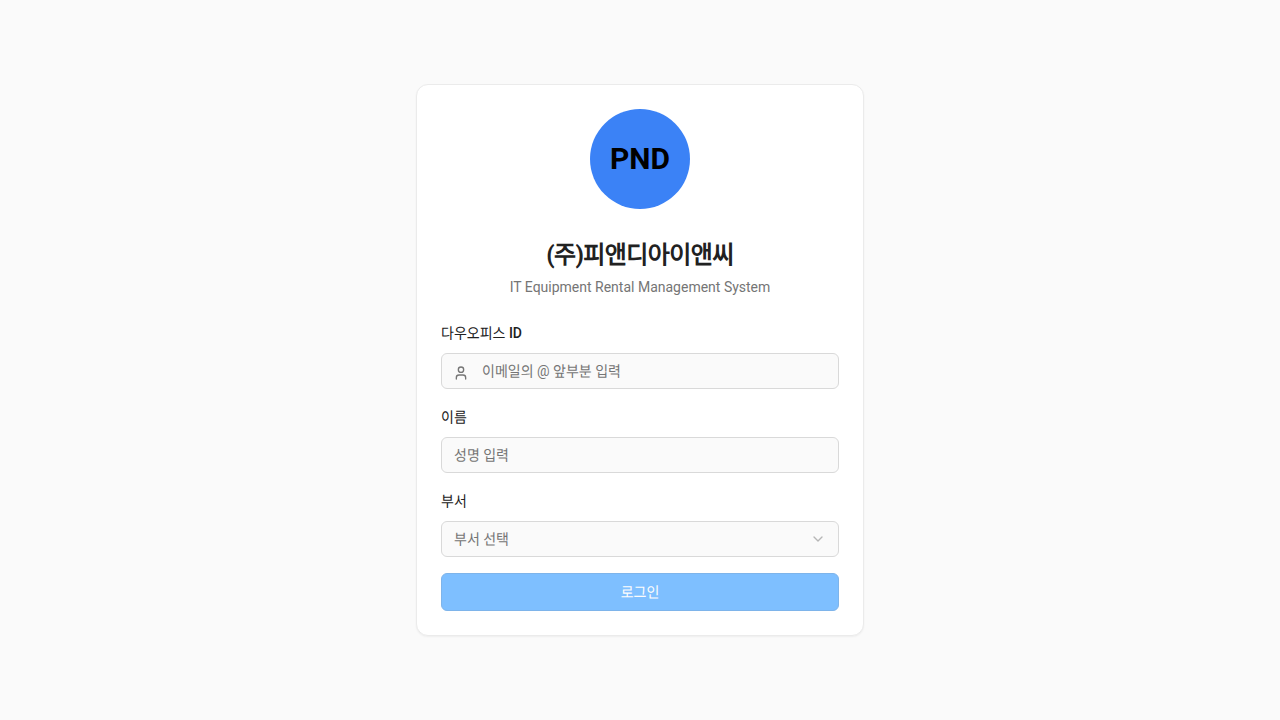 PND
(주)피앤디아이앤씨
IT Equipment Rental Management System
다우오피스 ID
이메일의 @ 앞부분 입력
이름
성명 입력
부서
부서 선택
로그인